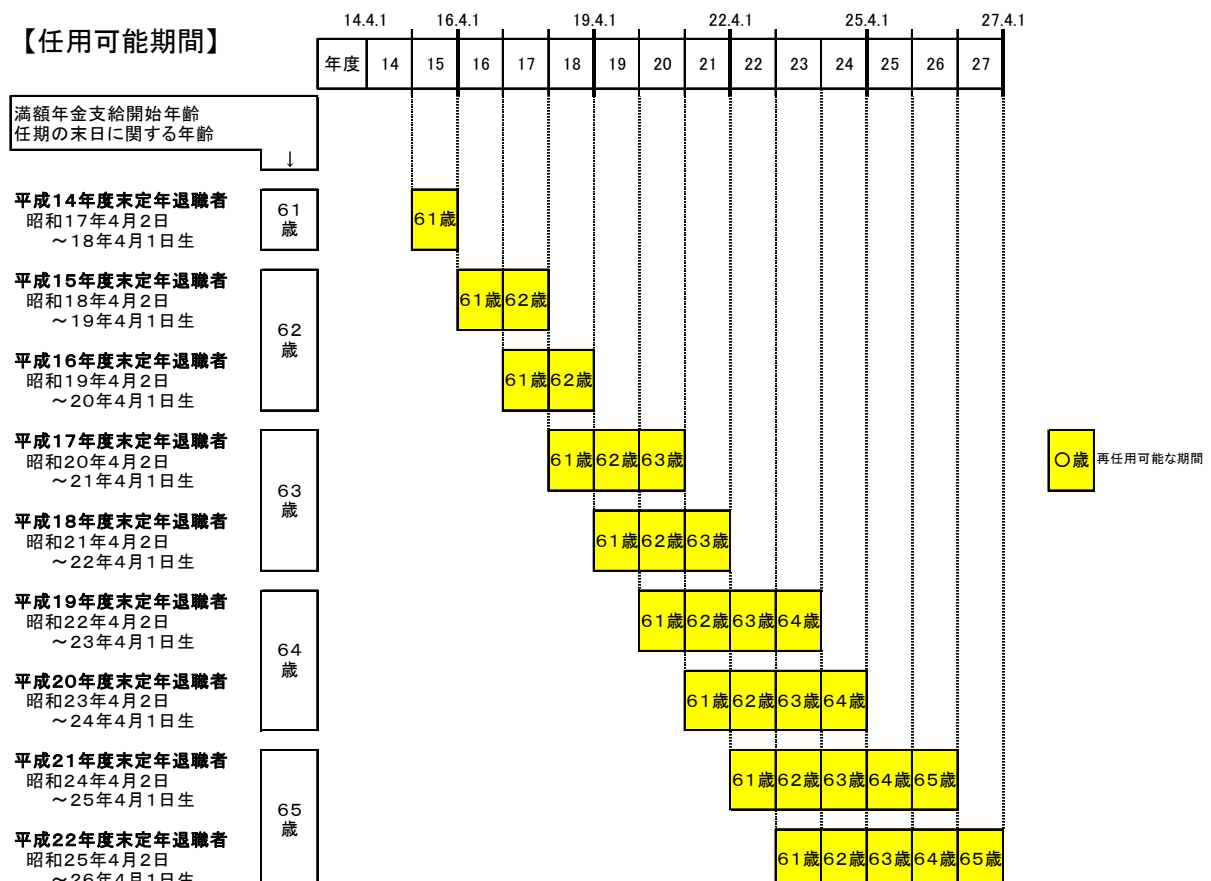 【任用可能期間】
14.4.1 16.4.1 19.4.1 22.4.1 25.4.1 27.4.1
年度 14 15 16 17 18 19 20 21 22 23 24 25 26 27
満額年金支給開始年齢
任期の末日に関する年齢
↓
平成14年度末定年退職者
昭和17年4月2日
～18年4月1日生
61歳
61歳
平成15年度末定年退職者
昭和18年4月2日
～19年4月1日生
61歳 62歳
62歳
平成16年度末定年退職者
昭和19年4月2日
～20年4月1日生
61歳 62歳
平成17年度末定年退職者
昭和20年4月2日
～21年4月1日生
61歳 62歳 63歳
○歳 再任用可能な期間
63歳
平成18年度末定年退職者
昭和21年4月2日
～22年4月1日生
61歳 62歳 63歳
平成19年度末定年退職者
昭和22年4月2日
～23年4月1日生
61歳 62歳 63歳 64歳
64歳
平成20年度末定年退職者
昭和23年4月2日
～24年4月1日生
61歳 62歳 63歳 64歳
平成21年度末定年退職者
昭和24年4月2日
～25年4月1日生
61歳 62歳 63歳 64歳 65歳
65歳
平成22年度末定年退職者
昭和25年4月2日
～26年4月1日生
61歳 62歳 63歳 64歳 65歳